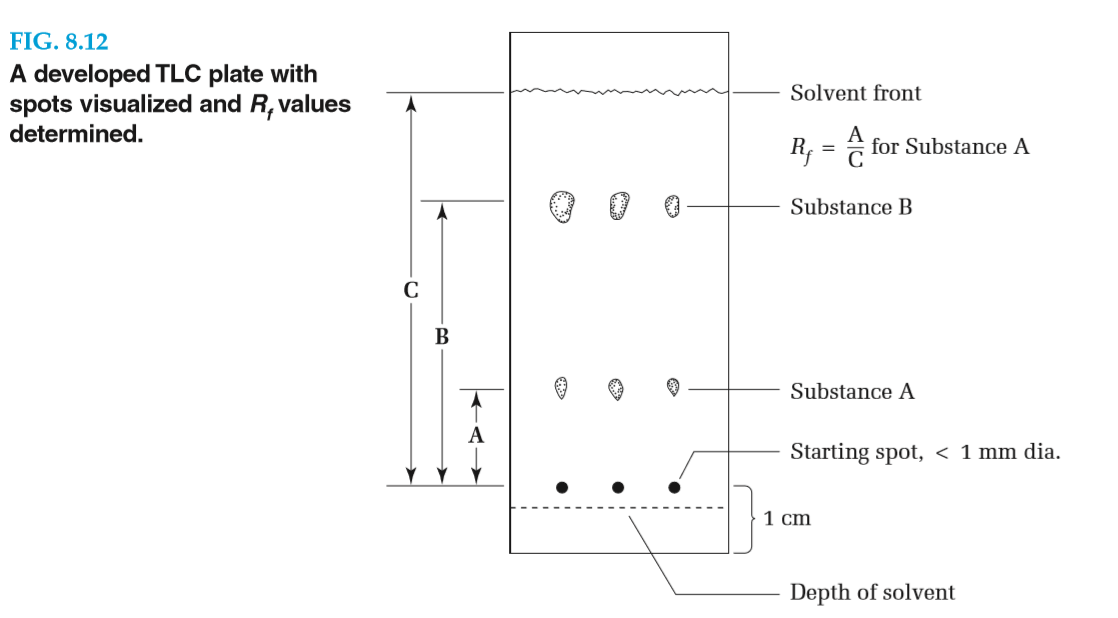 FIG. 8.12
A developed TLC plate with
spots visualized and Rf values
determined.
Solvent front
Rf = A/C for Substance A
Substance B
C
B
Substance A
A
Starting spot, < 1 mm dia.
1 cm
Depth of solvent